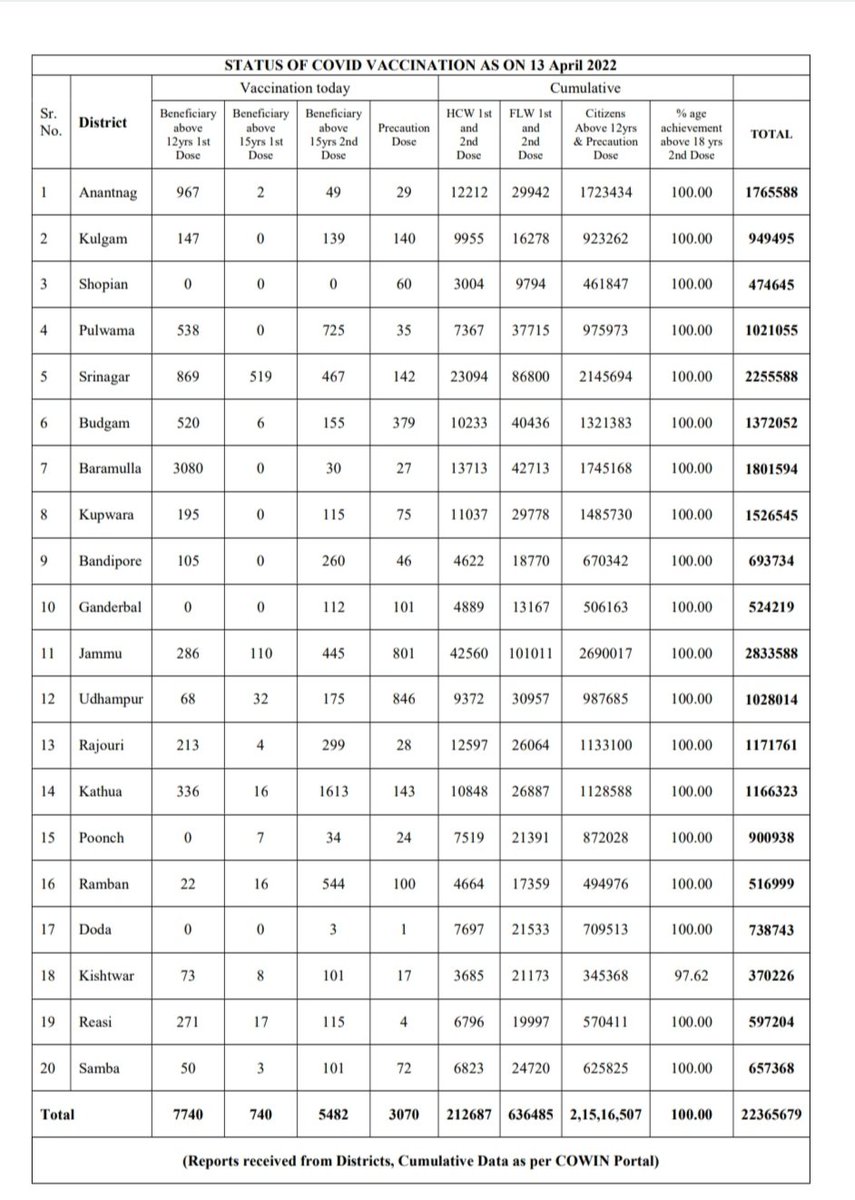 STATUS OF COVID VACCINATION AS ON 13 April 2022
Vaccination today Cumulative
Sr. No. District Beneficiary above 12yrs 1st Dose Beneficiary above 15yrs 1st Dose Beneficiary above 15yrs 2nd Dose Precaution Dose HCW 1st and 2nd Dose FLW 1st and 2nd Dose Citizens Above 12yrs & Precaution Dose % age achievement above 18 yrs 2nd Dose TOTAL
1 Anantnag 967 2 49 29 12212 29942 1723434 100.00 1765588
2 Kulgam 147 0 139 140 9955 16278 923262 100.00 949495
3 Shopian 0 0 0 60 3004 9794 461847 100.00 474645
4 Pulwama 538 0 725 35 7367 37715 975973 100.00 1021055
5 Srinagar 869 519 467 142 23094 86800 2145694 100.00 2255588
6 Budgam 520 6 155 379 10233 40436 1321383 100.00 1372052
7 Baramulla 3080 0 30 27 13713 42713 1745168 100.00 1801594
8 Kupwara 195 0 115 75 11037 29778 1485730 100.00 1526545
9 Bandipore 105 0 260 46 4622 18770 670342 100.00 693734
10 Ganderbal 0 0 112 101 4889 13167 506163 100.00 524219
11 Jammu 286 110 445 801 42560 101011 2690017 100.00 2833588
12 Udhampur 68 32 175 846 9372 30957 987685 100.00 1028014
13 Rajouri 213 4 299 28 12597 26064 1133100 100.00 1171761
14 Kathua 336 16 1613 143 10848 26887 1128588 100.00 1166323
15 Poonch 0 7 34 24 7519 21391 872028 100.00 900938
16 Ramban 22 16 544 100 4664 17359 494976 100.00 516999
17 Doda 0 0 3 1 7697 21533 709513 100.00 738743
18 Kishtwar 73 8 101 17 3685 21173 345368 97.62 370226
19 Reasi 271 17 115 4 6796 19997 570411 100.00 597204
20 Samba 50 3 101 72 6823 24720 625825 100.00 657368
Total 7740 740 5482 3070 212687 636485 2,15,16,507 100.00 22365679
(Reports received from Districts, Cumulative Data as per COWIN Portal)